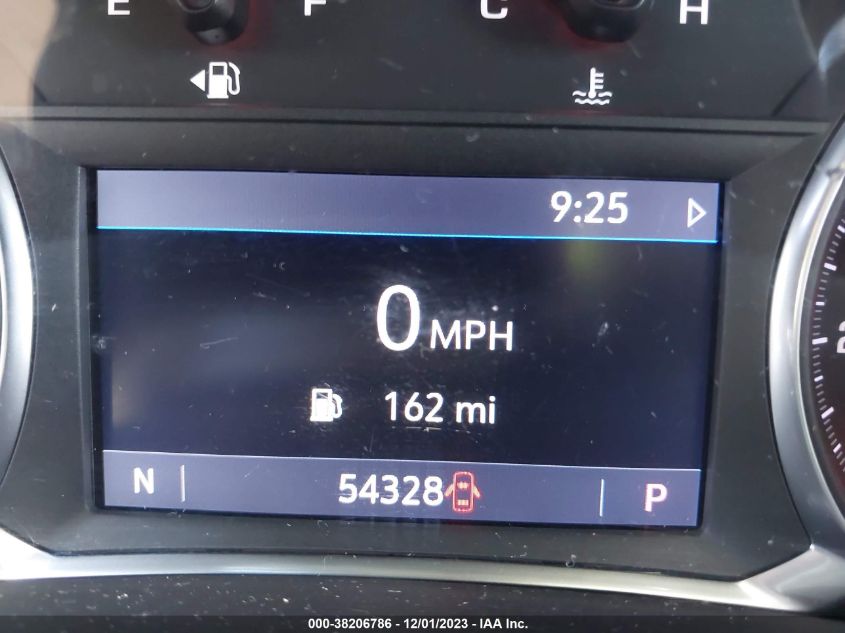 E F C H
9:25
0 MPH
162 mi
N 54328 P
000-38206786 - 12/01/2023 - IAA Inc.